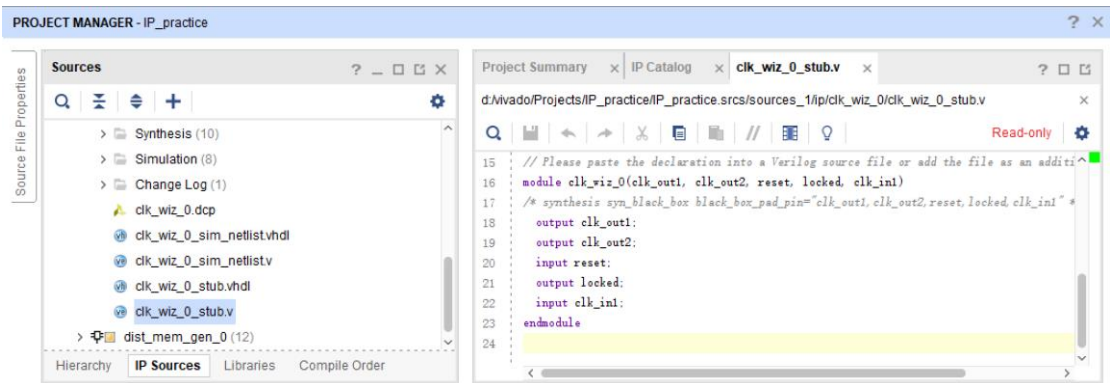 PROJECT MANAGER - IP_practice
Source File Properties
Sources
Synthesis (10)
Simulation (8)
Change Log (1)
clk_wiz_0.dcp
clk_wiz_0_sim_netlist.vhdl
clk_wiz_0_sim_netlist.v
clk_wiz_0_stub.vhdl
clk_wiz_0_stub.v
dist_mem_gen_0 (12)
Hierarchy IP Sources Libraries Compile Order
Project Summary IP Catalog clk_wiz_0_stub.v
d:/vivado/Projects/IP_practice/IP_practice.srcs/sources_1/ip/clk_wiz_0/clk_wiz_0_stub.v
Read-only
15 // Please paste the declaration into a Verilog source file or add the file as an additi
16 module clk_wiz_0(clk_out1, clk_out2, reset, locked, clk_in1)
17 /* synthesis syn_black_box black_box_pad_pin="clk_out1,clk_out2,reset,locked,clk_in1" *
18 output clk_out1;
19 output clk_out2;
20 input reset;
21 output locked;
22 input clk_in1;
23 endmodule
24